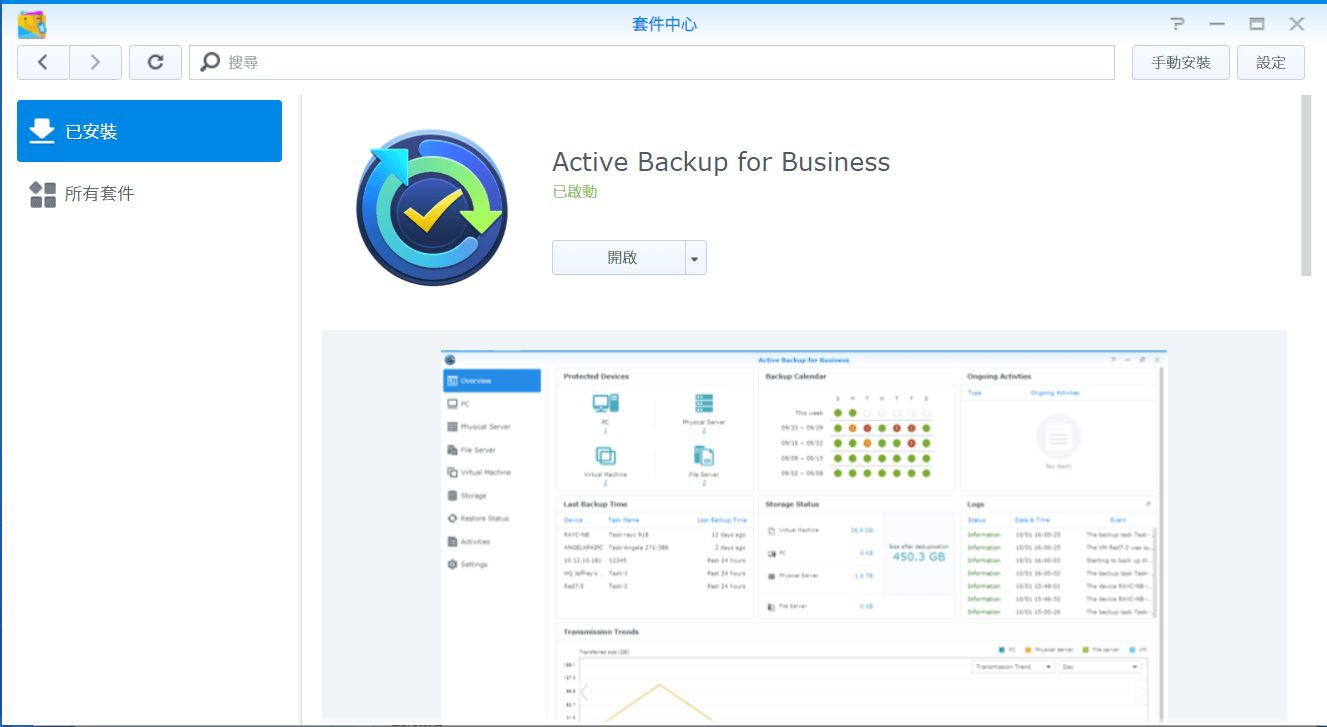 套件中心
搜尋
手動安裝
設定
已安裝
所有套件
Active Backup for Business
已啟動
開啟
Active Backup for Business
Overview
PC
Physical Server
File Server
Virtual Machine
Storage
Restore Status
Activities
Settings
Protected Devices
PC
Physical Server
Virtual Machine
File Server
Backup Calendar
S M T W T F S
This week
09/23 ~ 09/29
09/16 ~ 09/22
09/09 ~ 09/15
09/02 ~ 09/08
Ongoing Activities
Type Ongoing Activities
No item
Last Backup Time
Device Task Name Last Backup Time
RAYC-NB Task-rayc 918 12 days ago
ANGELAPAIPC Task-Angela 271-386 2 days ago
10.12.10.181 12345 Past 24 hours
HQ Jeffrey's ... Task-1 Past 24 hours
Rad7.0 Task-2 Past 24 hours
Storage Status
Virtual Machine 26.9 GB
PC 0 KB
Physical Server 1.6 TB
File Server 0 KB
Size after deduplication
450.3 GB
Logs
Status Date & Time Event
Information 10/01 16:00:25 The backup task Task-...
Information 10/01 16:00:25 The VM Rad7.0 was su...
Information 10/01 16:00:03 Starting to back up th...
Information 10/01 16:00:02 The backup task Task-...
Information 10/01 15:48:01 The device RAYC-NB i...
Information 10/01 15:46:52 The device RAYC-NB i...
Information 10/01 15:00:26 The backup task Task-...
Transmission Trends
Transferred size (GB)
PC Physical server File server VM
Transmission Trend Day